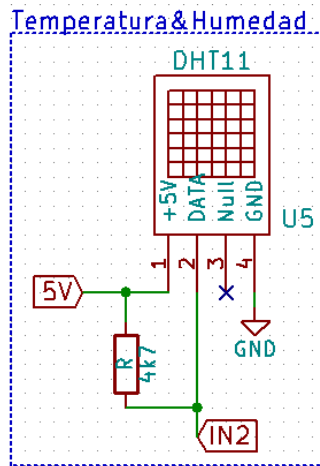 Temperatura&Humedad
DHT11
+5V
DATA
Null
GND
U5
1
2
3
4
5V
GND
R
4k7
IN2